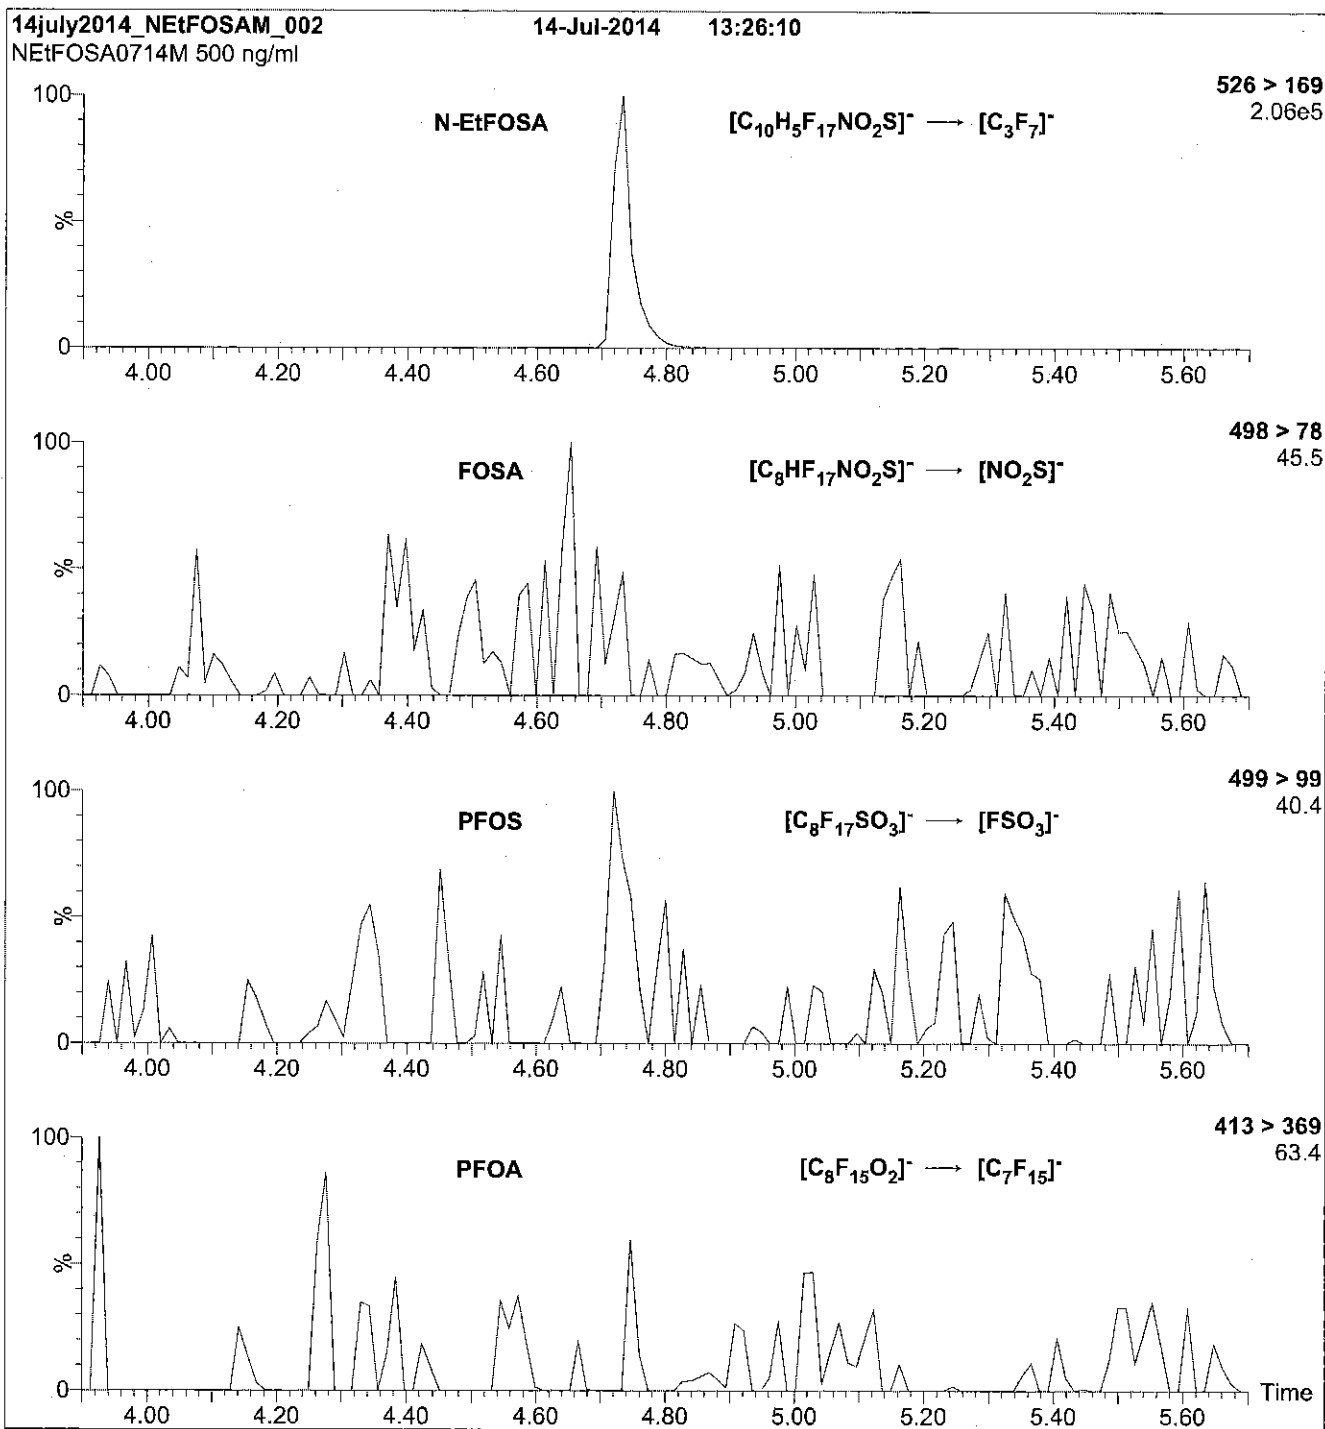 14july2014_NEtFOSAM_002 14-Jul-2014 13:26:10
NEtFOSA0714M 500 ng/ml
526 > 169
2.06e5
N-EtFOSA [C10H5F17NO2S]- → [C3F7]-
100
%
0
4.00 4.20 4.40 4.60 4.80 5.00 5.20 5.40 5.60
498 > 78
45.5
FOSA [C8HF17NO2S]- → [NO2S]-
100
%
0
4.00 4.20 4.40 4.60 4.80 5.00 5.20 5.40 5.60
499 > 99
40.4
PFOS [C8F17SO3]- → [FSO3]-
100
%
0
4.00 4.20 4.40 4.60 4.80 5.00 5.20 5.40 5.60
413 > 369
63.4
PFOA [C8F15O2]- → [C7F15]-
100
%
0
Time
4.00 4.20 4.40 4.60 4.80 5.00 5.20 5.40 5.60